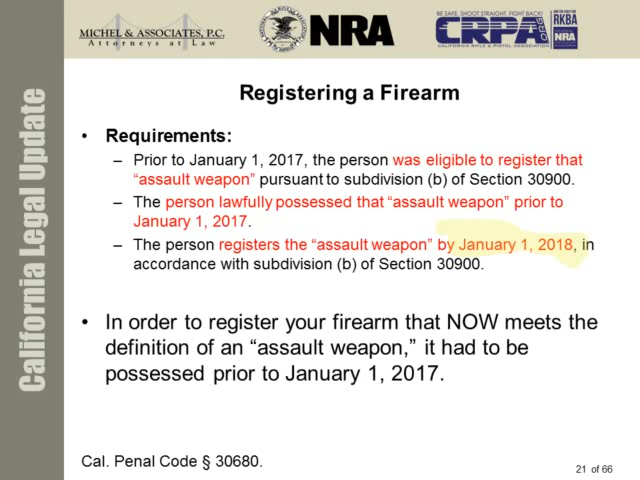 MICHEL & ASSOCIATES, P.C.
Attorneys at Law
NRA
BE SAFE. SHOOT STRAIGHT. FIGHT BACK!
CRPA.ORG
CALIFORNIA RIFLE & PISTOL ASSOCIATION
RKBA
NRA
California Legal Update
Registering a Firearm
• Requirements:
– Prior to January 1, 2017, the person was eligible to register that
“assault weapon” pursuant to subdivision (b) of Section 30900.
– The person lawfully possessed that “assault weapon” prior to
January 1, 2017.
– The person registers the “assault weapon” by January 1, 2018, in
accordance with subdivision (b) of Section 30900.
• In order to register your firearm that NOW meets the
definition of an “assault weapon,” it had to be
possessed prior to January 1, 2017.
Cal. Penal Code § 30680.
21 of 66